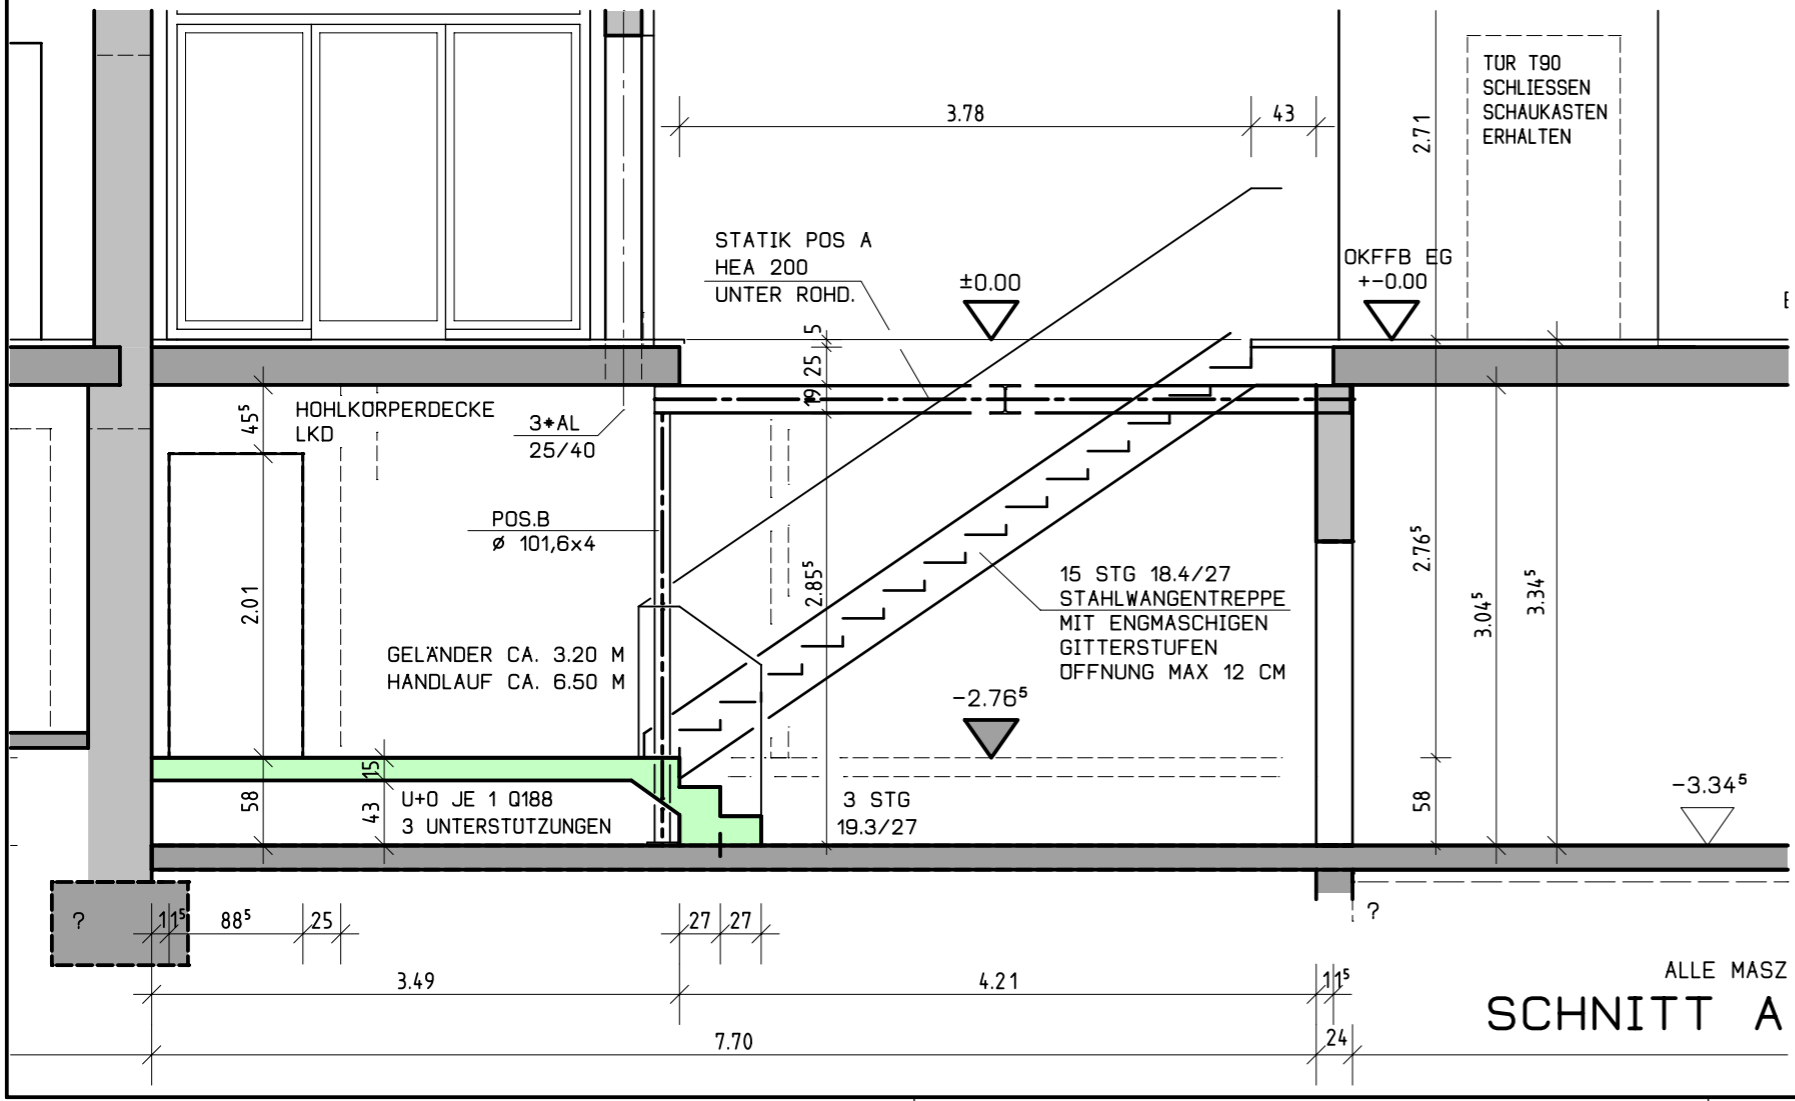 TÜR T90
SCHLIESSEN
SCHAUKASTEN
ERHALTEN
3.78
43
2.71
STATIK POS A
HEA 200
UNTER ROHD.
±0.00
OKFFB EG
+-0.00
5
25
19
45⁵
HOHLKÖRPERDECKE
LKD
3*AL
25/40
POS.B
Ø 101,6x4
2.01
2.85⁵
15 STG 18.4/27
STAHLWANGENTREPPE
MIT ENGMASCHIGEN
GITTERSTUFEN
ÖFFNUNG MAX 12 CM
2.76⁵
3.04⁵
3.34⁵
GELÄNDER CA. 3.20 M
HANDLAUF CA. 6.50 M
-2.76⁵
-3.34⁵
58
15
43
U+O JE 1 Q188
3 UNTERSTÜTZUNGEN
3 STG
19.3/27
58
?
11⁵
88⁵
25
27
27
?
3.49
4.21
11⁵
ALLE MASZ
SCHNITT A
7.70
24